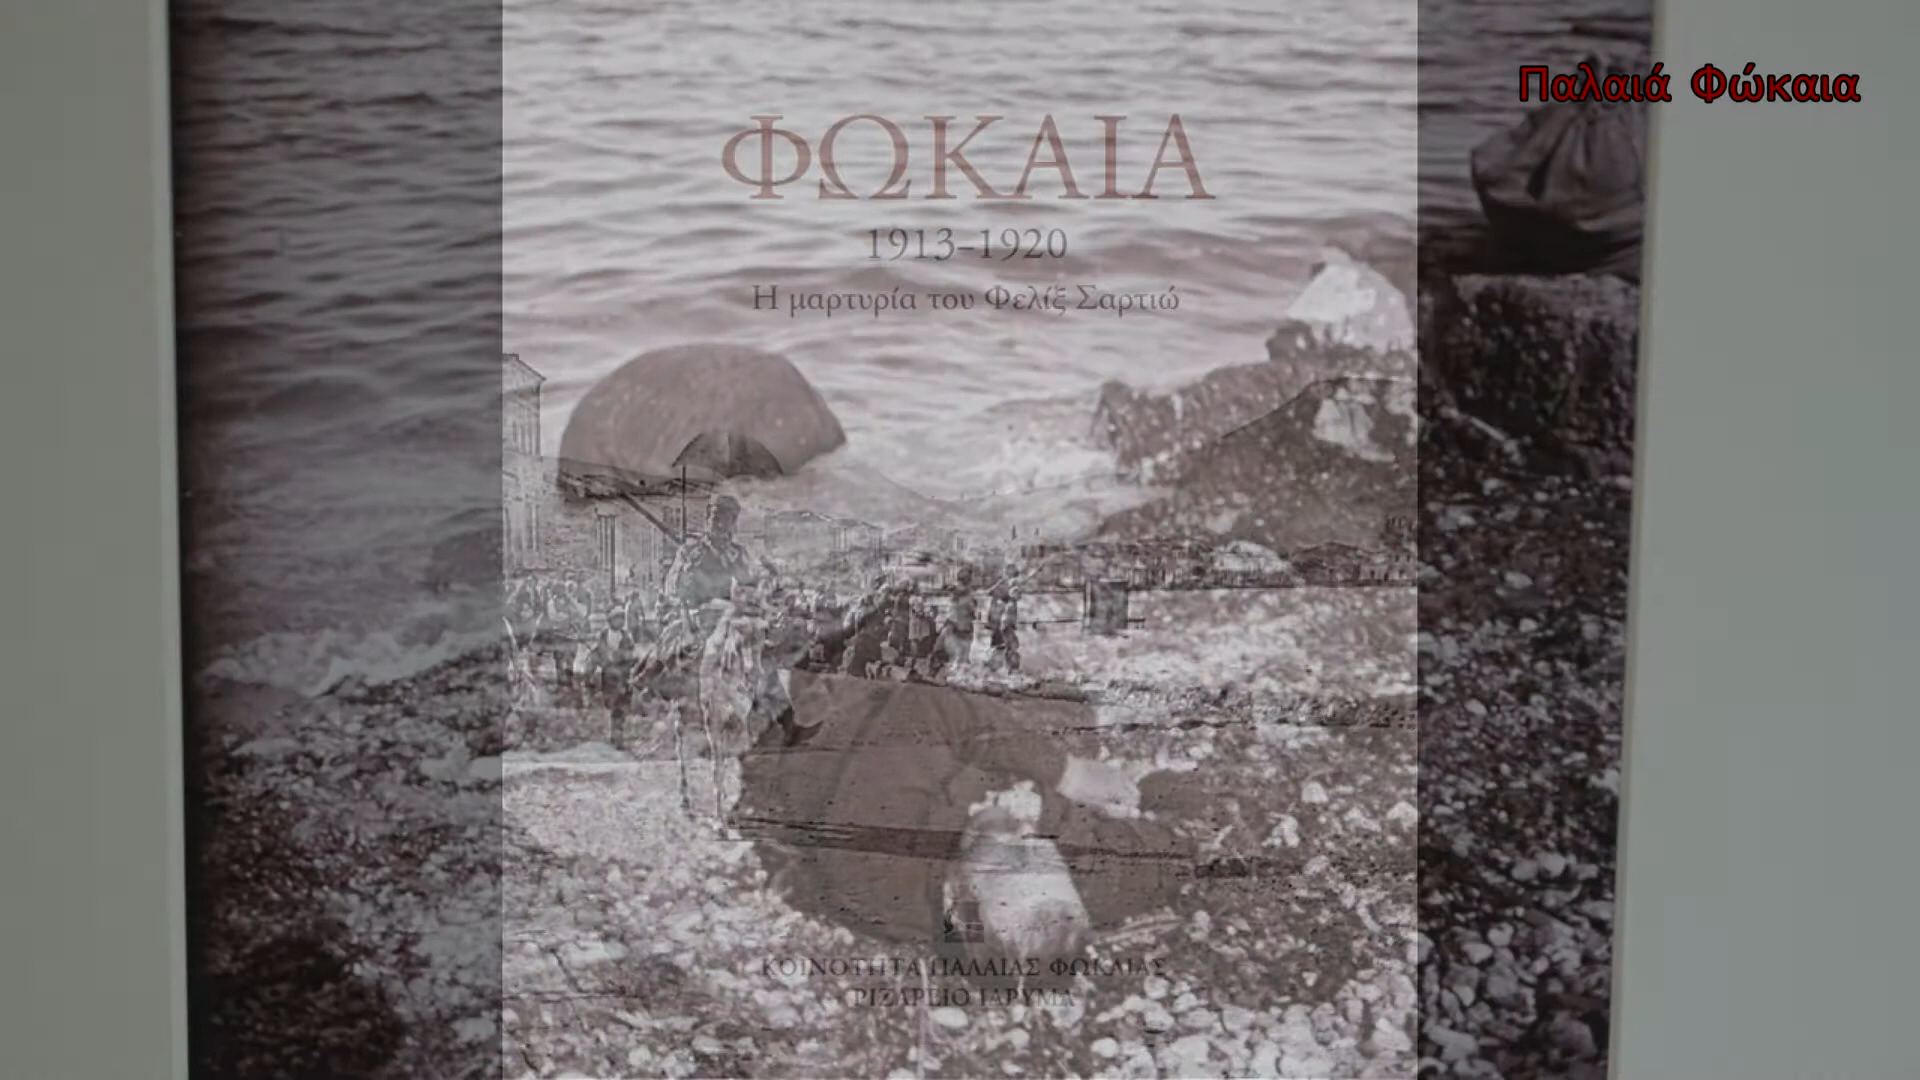 Παλαιά Φώκαια
ΦΩΚΑΙΑ
1913–1920
Η μαρτυρία του Φελίξ Σαρτιώ
ΚΟΙΝΟΤΗΤΑ ΠΑΛΑΙΑΣ ΦΩΚΑΙΑΣ
ΡΙΖΑΡΕΙΟ ΙΔΡΥΜΑ